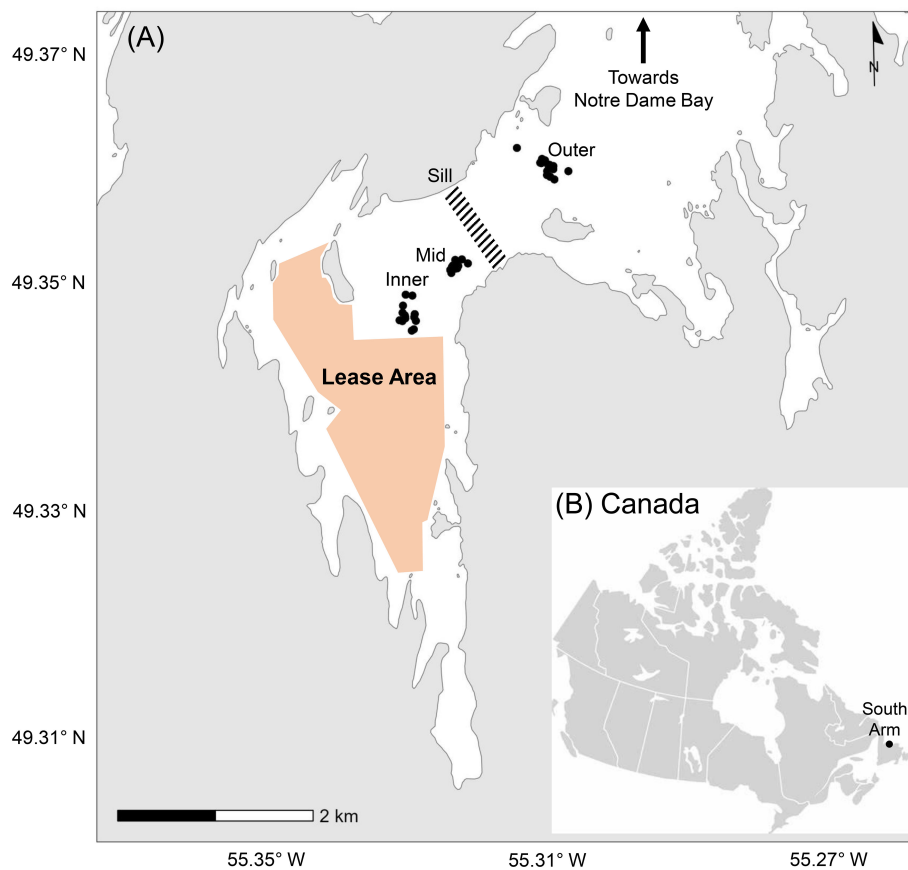 (A)
49.37° N
Towards
Notre Dame Bay
N
Outer
Sill
Mid
49.35° N
Inner
Lease Area
49.33° N
(B) Canada
South
Arm
49.31° N
2 km
55.35° W
55.31° W
55.27° W